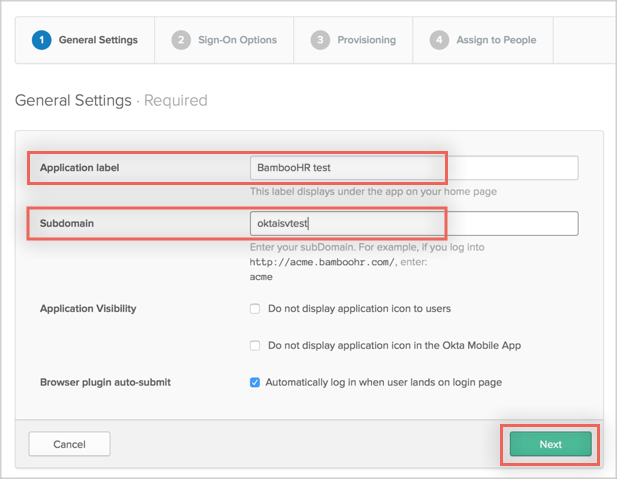 1 General Settings 2 Sign-On Options 3 Provisioning 4 Assign to People
General Settings · Required
Application label BambooHR test
This label displays under the app on your home page
Subdomain oktaisvtest
Enter your subDomain. For example, if you log into
http://acme.bamboohr.com/, enter:
acme
Application Visibility Do not display application icon to users
Do not display application icon in the Okta Mobile App
Browser plugin auto-submit Automatically log in when user lands on login page
Cancel Next